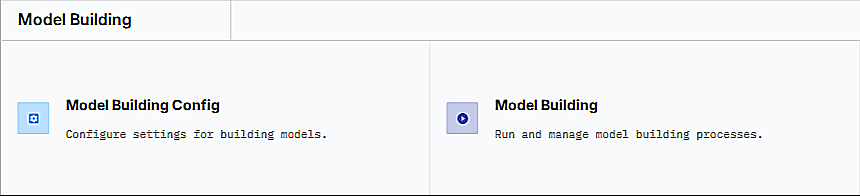 Model Building
Model Building Config
Configure settings for building models.
Model Building
Run and manage model building processes.